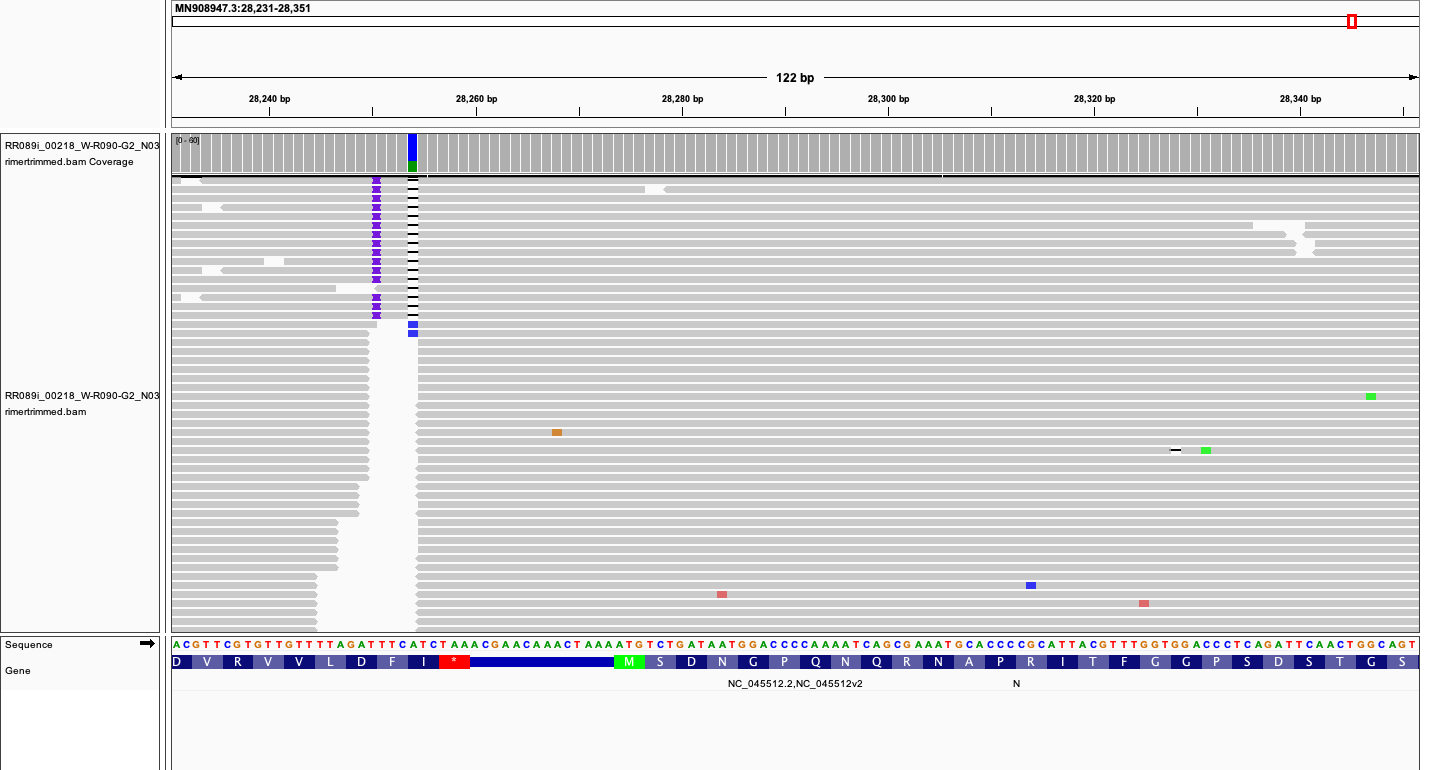 MN908947.3:28,231-28,351
122 bp
28,240 bp 28,260 bp 28,280 bp 28,300 bp 28,320 bp 28,340 bp
[0 - 60]
RR089i_00218_W-R090-G2_N03
rimertrimmed.bam Coverage
RR089i_00218_W-R090-G2_N03
rimertrimmed.bam
Sequence
ACGTTCGTGTTGTTTTAGATTTCATCTAAACGAACAAACTAAAATGTCTGATAATGGACCCCAAAATCAGCGAAATGCACCCCGCATTACGTTTGGTGGACCCTCAGATTCAACTGGCAGT
Gene
D V R V V L D F I * M S D N G P Q N Q R N A P R I T F G G P S D S T G S
NC_045512.2,NC_045512v2 N